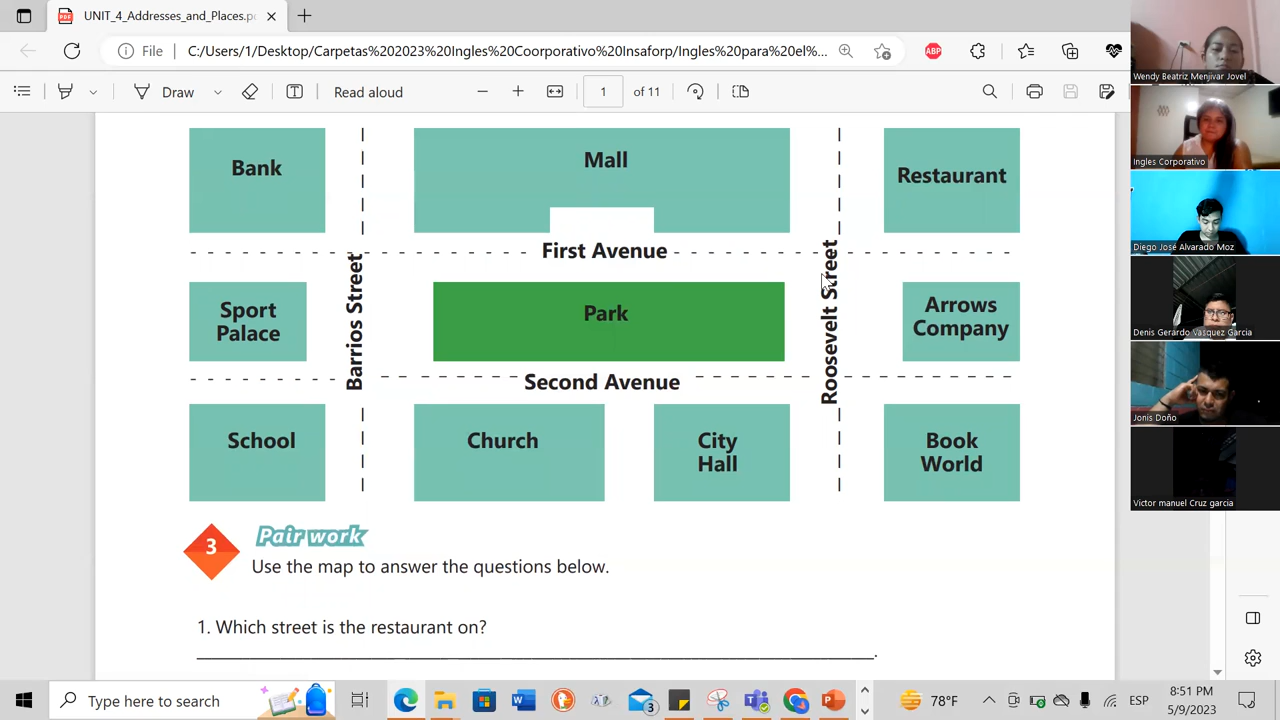 UNIT_4_Addresses_and_Places.p
File
C:/Users/1/Desktop/Carpetas%202023%20Ingles%20Coorporativo%20Insaforp/Ingles%20para%20el%...
ABP
Draw
Read aloud
1 of 11
Bank
Mall
Restaurant
First Avenue
Sport
Palace
Barrios Street
Park
Roosevelt Street
Arrows
Company
Second Avenue
School
Church
City
Hall
Book
World
3
Pair work
Use the map to answer the questions below.
1. Which street is the restaurant on?
Wendy Beatriz Menjivar Jovel
Ingles Corporativo
Diego José Alvarado Moz
Denis Gerardo Vasquez Garcia
Jonis Doño
Victor manuel Cruz garcia
Type here to search
3
78°F
ESP
8:51 PM
5/9/2023